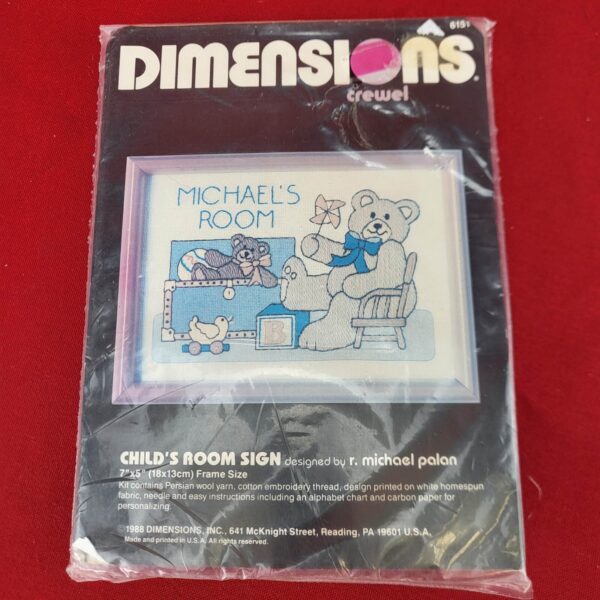 6151
DIMENSIONS®
crewel
MICHAEL'S
ROOM
B
CHILD'S ROOM SIGN designed by r. michael palan
7"x5" (18x13cm) Frame Size
Kit contains Persian wool yarn, cotton embroidery thread, design printed on white homespun
fabric, needle and easy instructions including an alphabet chart and carbon paper for
personalizing.
1988 DIMENSIONS, INC., 641 McKnight Street, Reading, PA 19601 U.S.A.
Made and printed in U.S.A. All rights reserved.